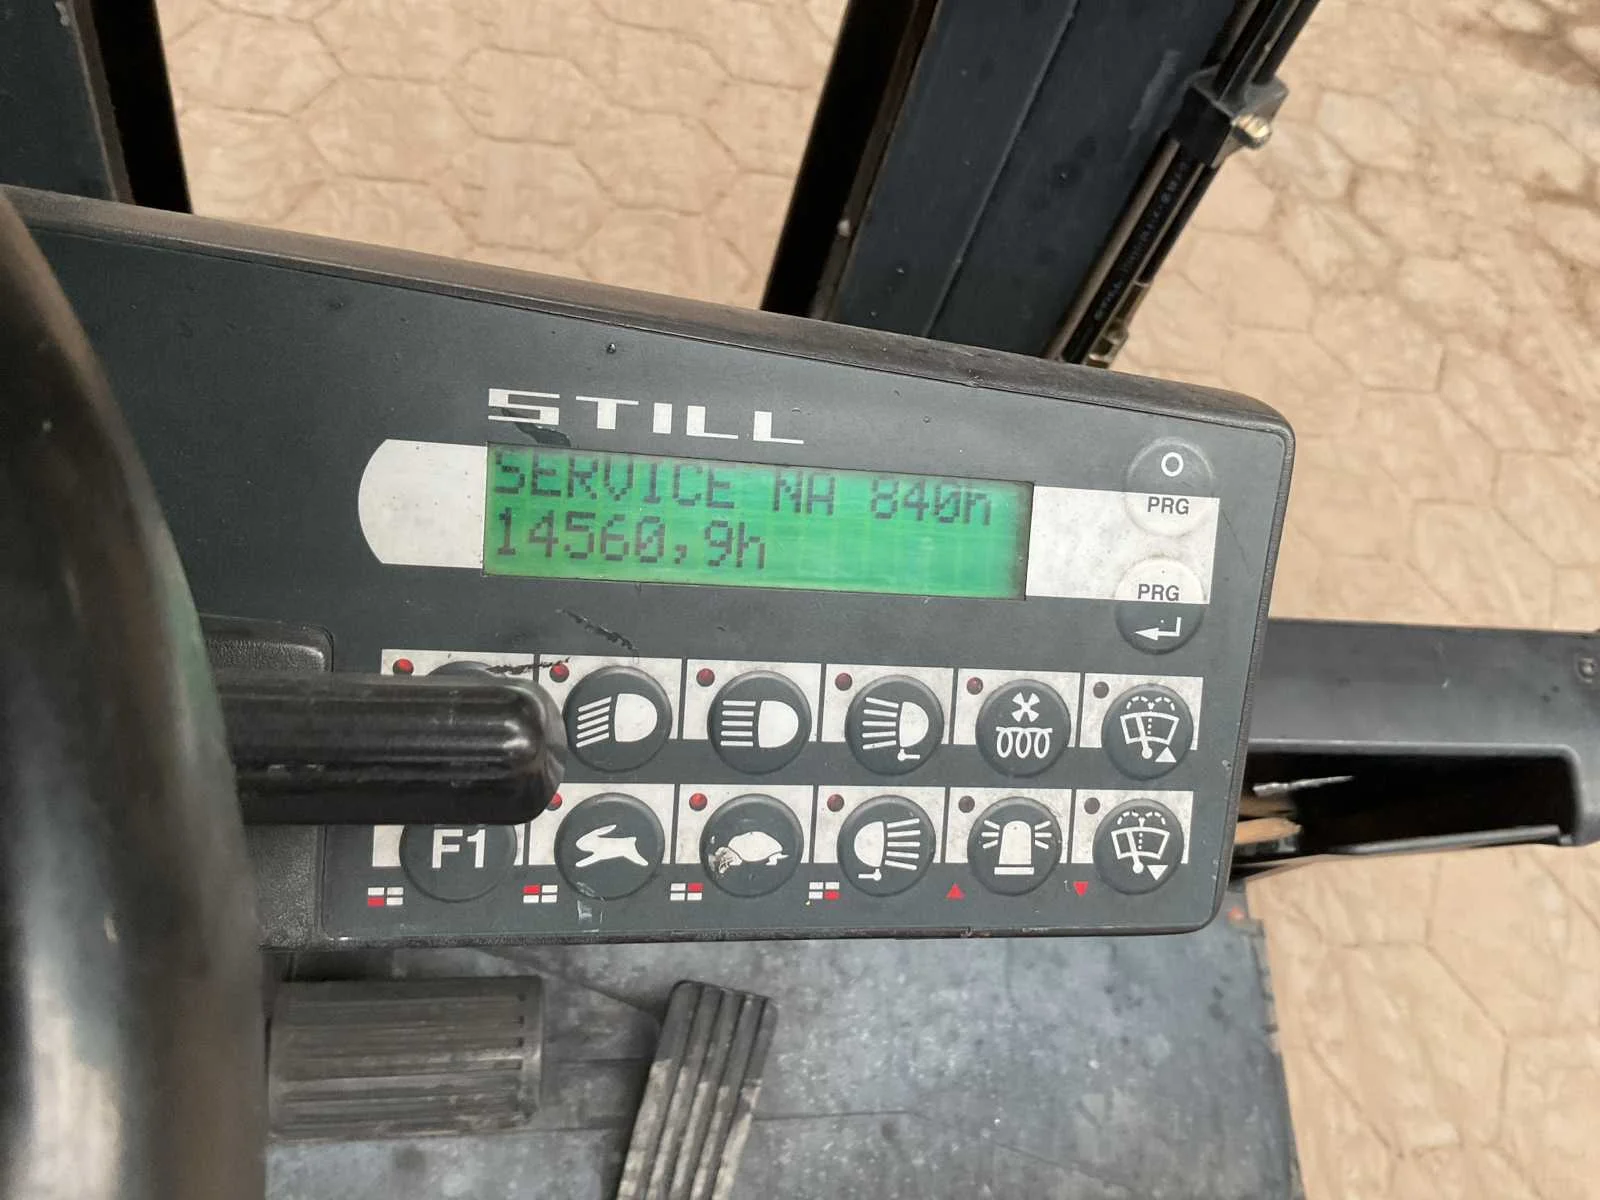 STILL
SERVICE NA 840h
14560,9h
PRG
PRG
F1